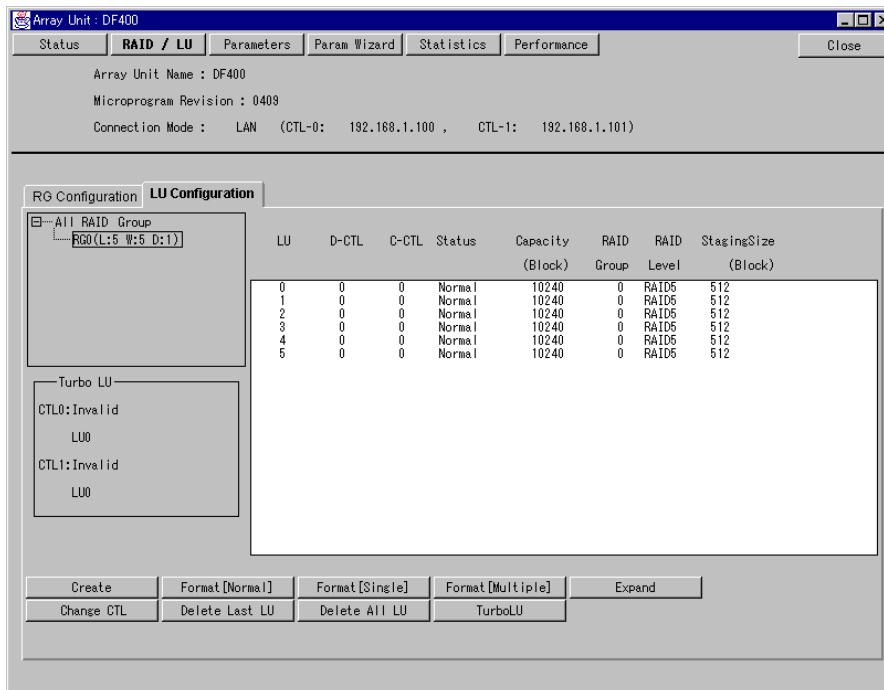 Array Unit : DF400
Status RAID / LU Parameters Param Wizard Statistics Performance Close
Array Unit Name : DF400
Microprogram Revision : 0409
Connection Mode : LAN (CTL-0: 192.168.1.100 , CTL-1: 192.168.1.101)
RG Configuration LU Configuration
All RAID Group
RG0(L:5 W:5 D:1)
LU D-CTL C-CTL Status Capacity RAID RAID StagingSize
(Block) Group Level (Block)
0 0 0 Normal 10240 0 RAID5 512
1 0 0 Normal 10240 0 RAID5 512
2 0 0 Normal 10240 0 RAID5 512
3 0 0 Normal 10240 0 RAID5 512
4 0 0 Normal 10240 0 RAID5 512
5 0 0 Normal 10240 0 RAID5 512
Turbo LU
CTL0:Invalid
LU0
CTL1:Invalid
LU0
Create Format[Normal] Format[Single] Format[Multiple] Expand
Change CTL Delete Last LU Delete All LU TurboLU